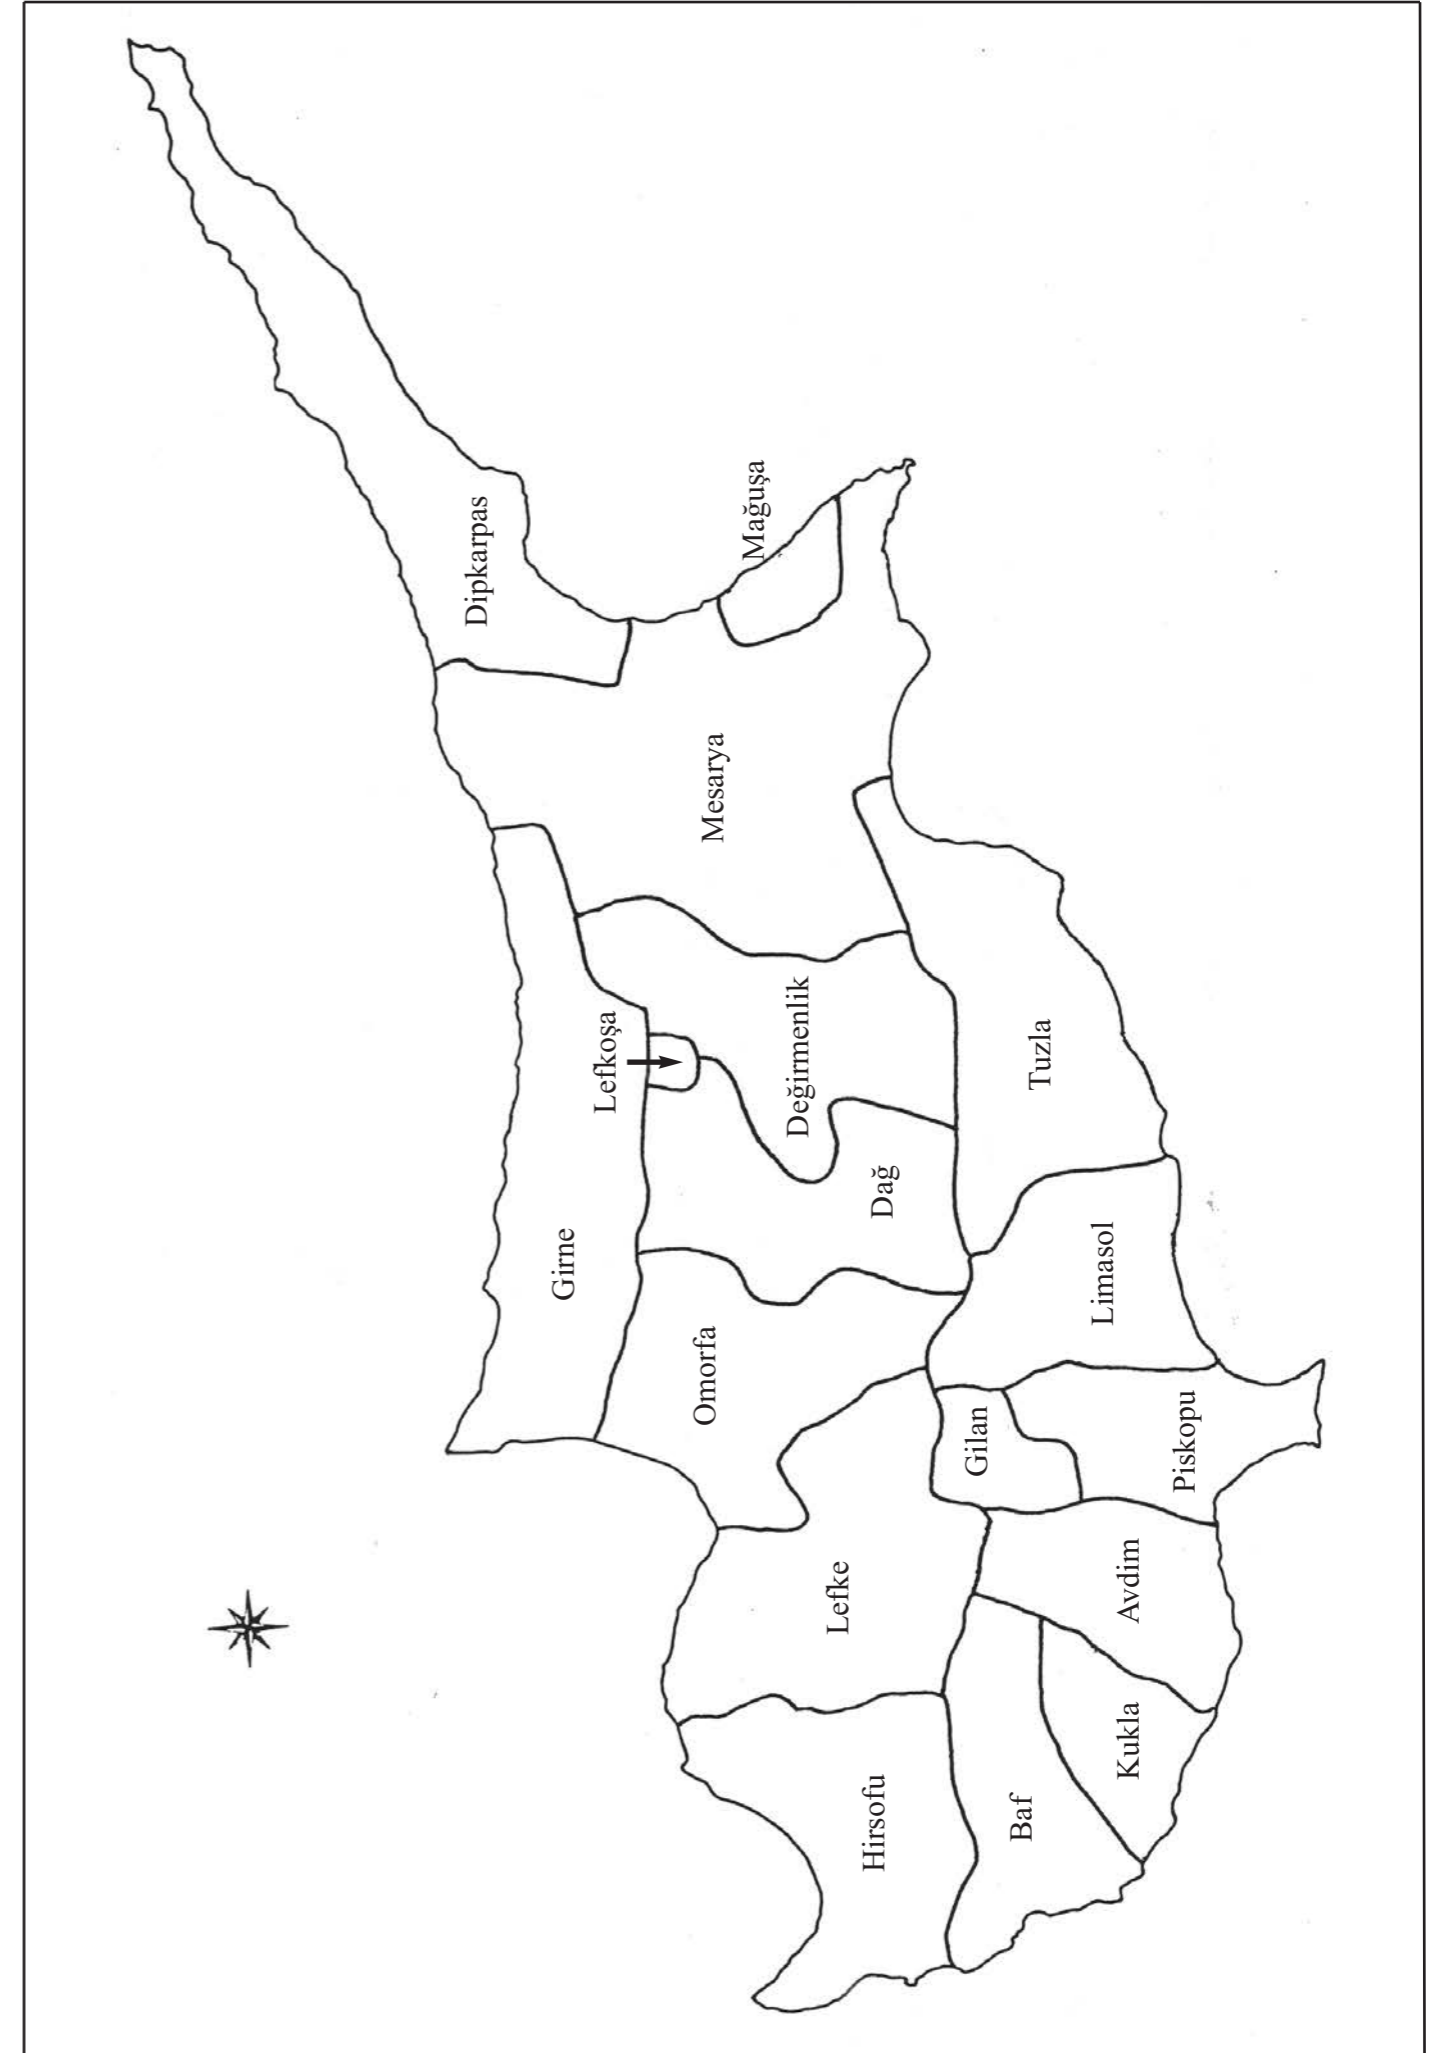 Dipkarpas
Mağuşa
Mesarya
Girne
Lefkoşa
Değirmenlik
Dağ
Tuzla
Omorfa
Limasol
Gilan
Piskopu
Lefke
Avdim
Hirsofu
Baf
Kukla